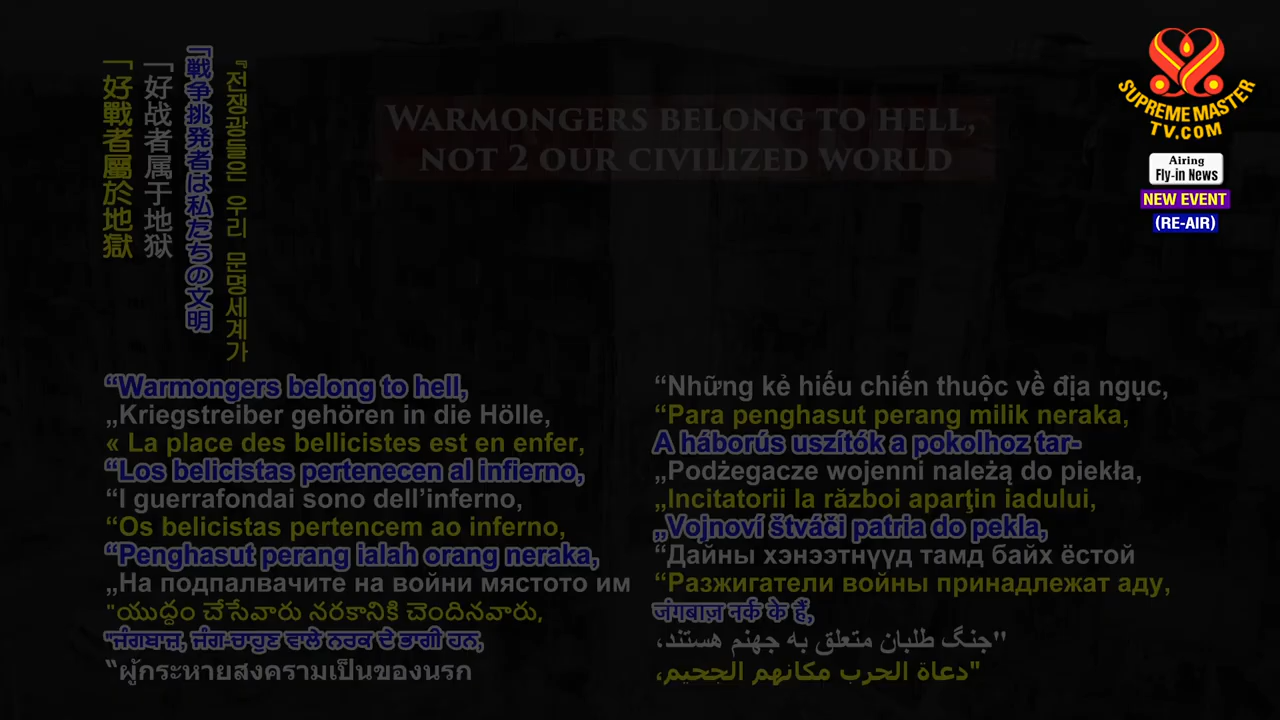 WARMONGERS BELONG TO HELL,
NOT 2 OUR CIVILIZED WORLD
SUPREME MASTER
TV.COM
Airing
Fly-in News
NEW EVENT
(RE-AIR)
「好戰者屬於地獄
「好战者属于地狱
「戦争挑発者は私たちの文明
『전쟁광들은 우리 문명세계가
“Warmongers belong to hell,
„Kriegstreiber gehören in die Hölle,
« La place des bellicistes est en enfer,
“Los belicistas pertenecen al infierno,
“I guerrafondai sono dell’inferno,
“Os belicistas pertencem ao inferno,
“Penghasut perang ialah orang neraka,
„На подпалвачите на войни мястото им
"యుద్ధం చేసేవారు నరకానికి చెందినవారు,
"ਜੰਗਬਾਜ਼, ਜੰਗ ਚਾਹੁਣ ਵਾਲੇ ਨਰਕ ਦੇ ਭਾਗੀ ਹਨ,
“ผู้กระหายสงครามเป็นของนรก
“Những kẻ hiếu chiến thuộc về địa ngục,
“Para penghasut perang milik neraka,
A háborús uszítók a pokolhoz tar-
„Podżegacze wojenni należą do piekła,
„Incitatorii la război aparţin iadului,
„Vojnoví štváči patria do pekla,
“Дайны хэнээтнүүд тамд байх ёстой
“Разжигатели войны принадлежат аду,
जंगबाज़ नर्क के हैं,
"جنگ طلبان متعلق به جهنم هستند،
"دعاة الحرب مكانهم الجحيم،